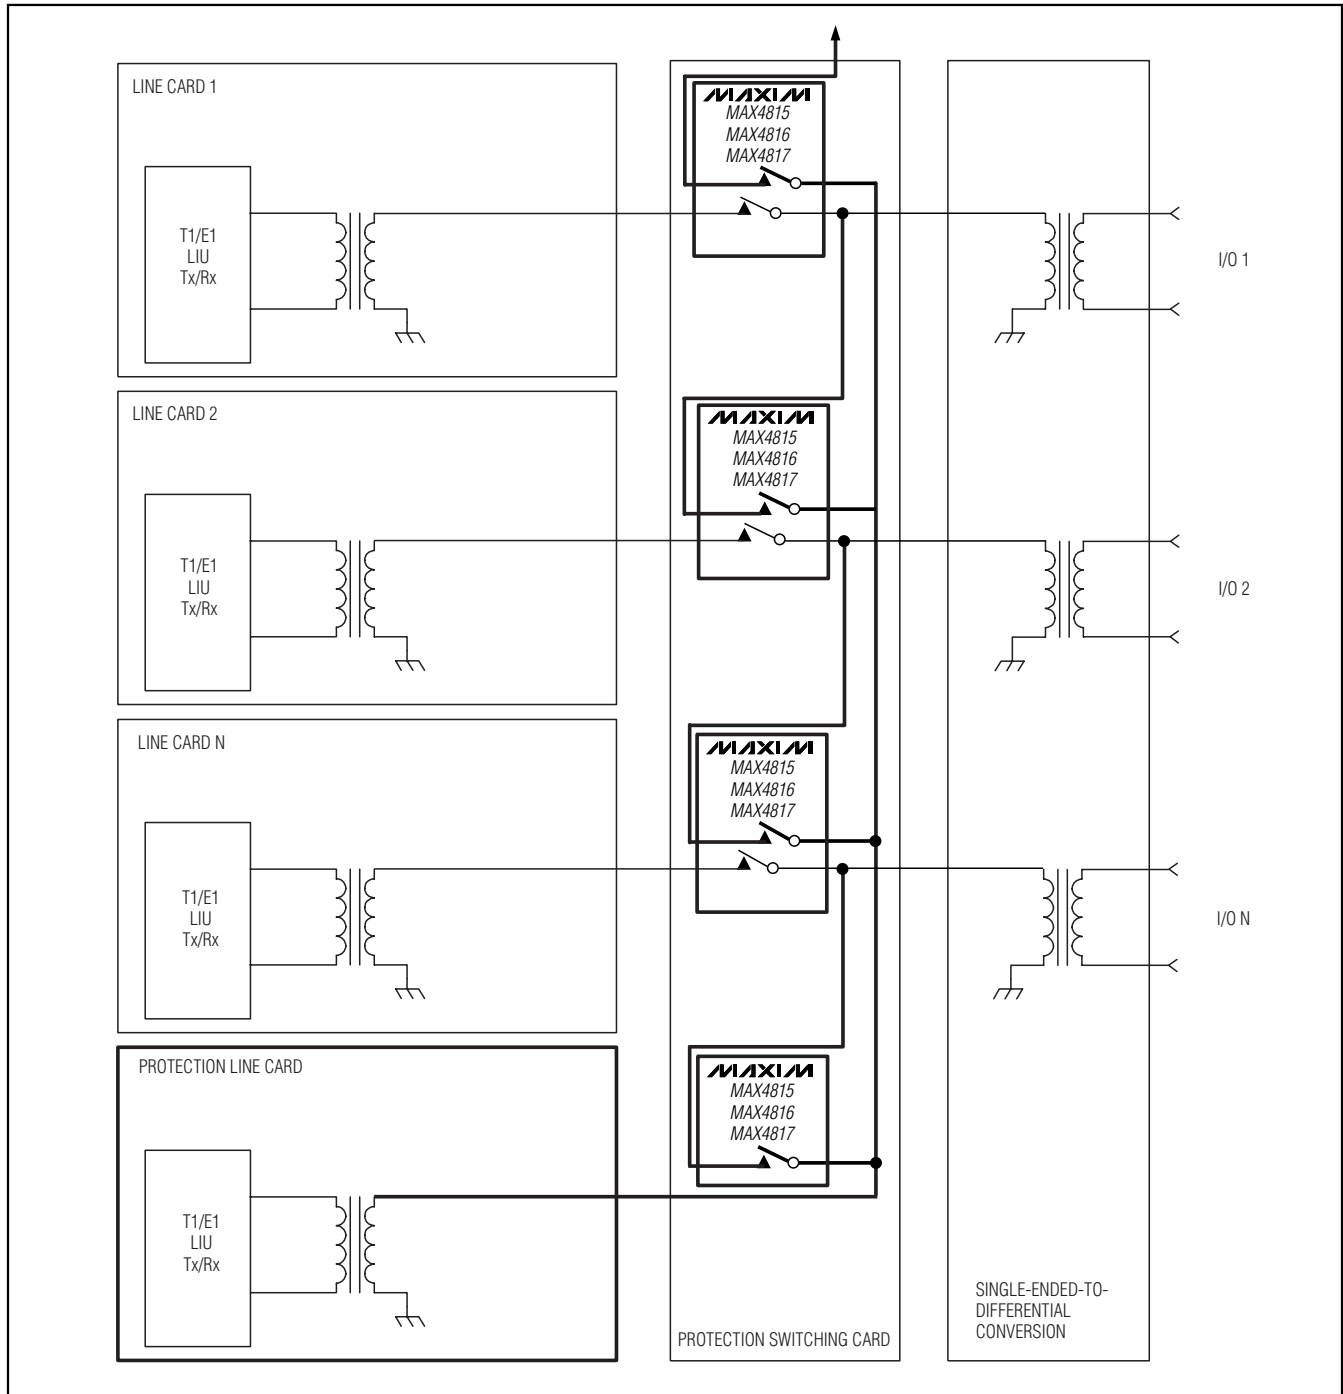 LINE CARD 1
T1/E1
LIU
Tx/Rx
MAXIM
MAX4815
MAX4816
MAX4817
I/O 1
LINE CARD 2
T1/E1
LIU
Tx/Rx
MAXIM
MAX4815
MAX4816
MAX4817
I/O 2
LINE CARD N
T1/E1
LIU
Tx/Rx
MAXIM
MAX4815
MAX4816
MAX4817
I/O N
PROTECTION LINE CARD
T1/E1
LIU
Tx/Rx
MAXIM
MAX4815
MAX4816
MAX4817
PROTECTION SWITCHING CARD
SINGLE-ENDED-TO-
DIFFERENTIAL
CONVERSION